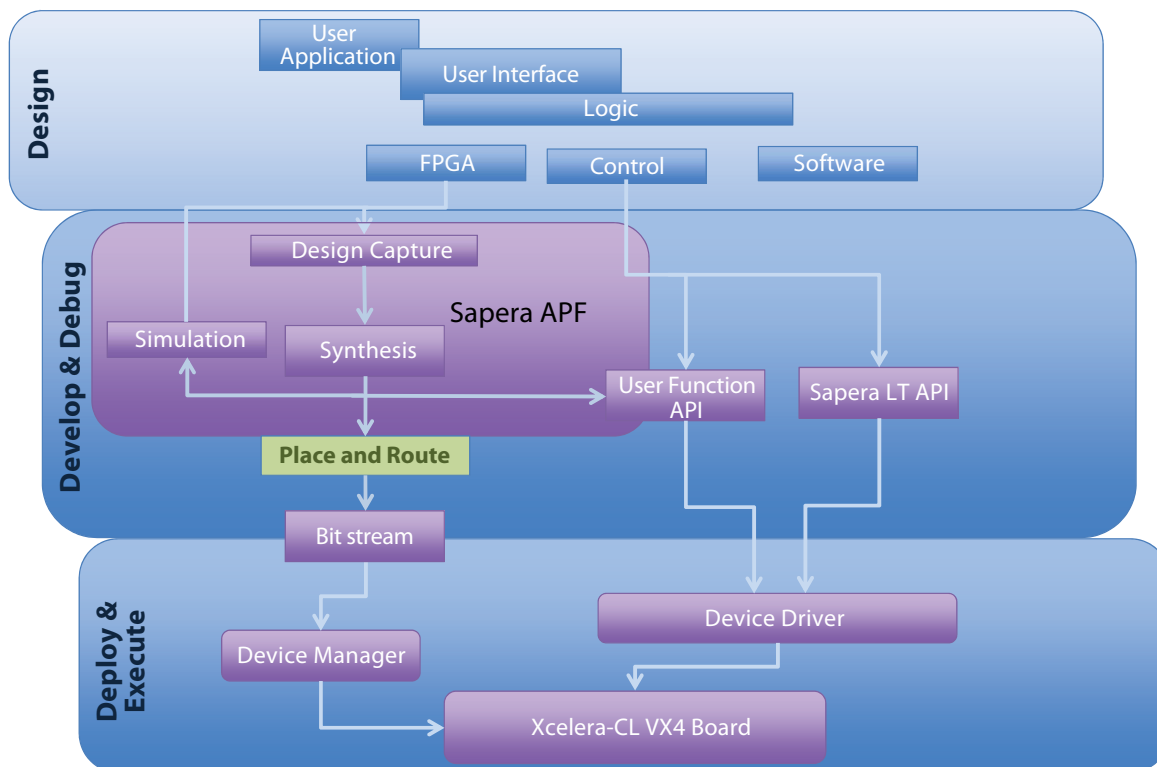 Design
User
Application
User Interface
Logic
FPGA
Control
Software
Develop & Debug
Design Capture
Sapera APF
Simulation
Synthesis
User Function
API
Sapera LT API
Place and Route
Bit stream
Deploy &
Execute
Device Driver
Device Manager
Xcelera-CL VX4 Board